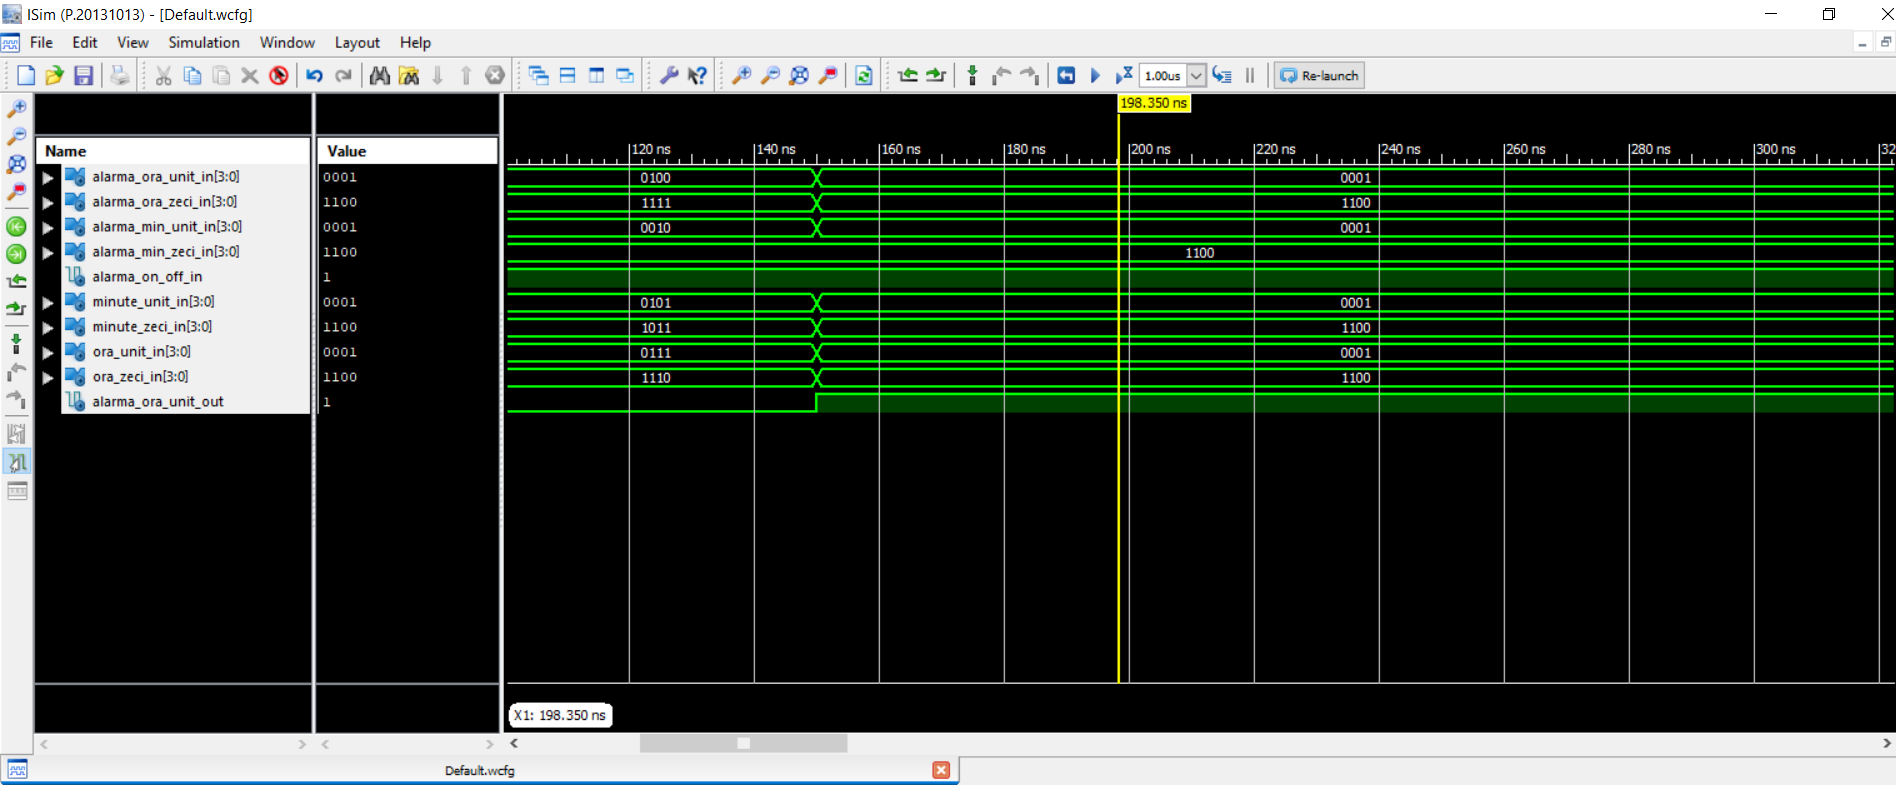 ISim (P.20131013) - [Default.wcfg]
File Edit View Simulation Window Layout Help
1.00us Re-launch
198.350 ns
Name Value
120 ns 140 ns 160 ns 180 ns 200 ns 220 ns 240 ns 260 ns 280 ns 300 ns 32
alarma_ora_unit_in[3:0] 0001 0100 0001
alarma_ora_zeci_in[3:0] 1100 1111 1100
alarma_min_unit_in[3:0] 0001 0010 0001
alarma_min_zeci_in[3:0] 1100 1100
alarma_on_off_in 1
minute_unit_in[3:0] 0001 0101 0001
minute_zeci_in[3:0] 1100 1011 1100
ora_unit_in[3:0] 0001 0111 0001
ora_zeci_in[3:0] 1100 1110 1100
alarma_ora_unit_out 1
X1: 198.350 ns
Default.wcfg